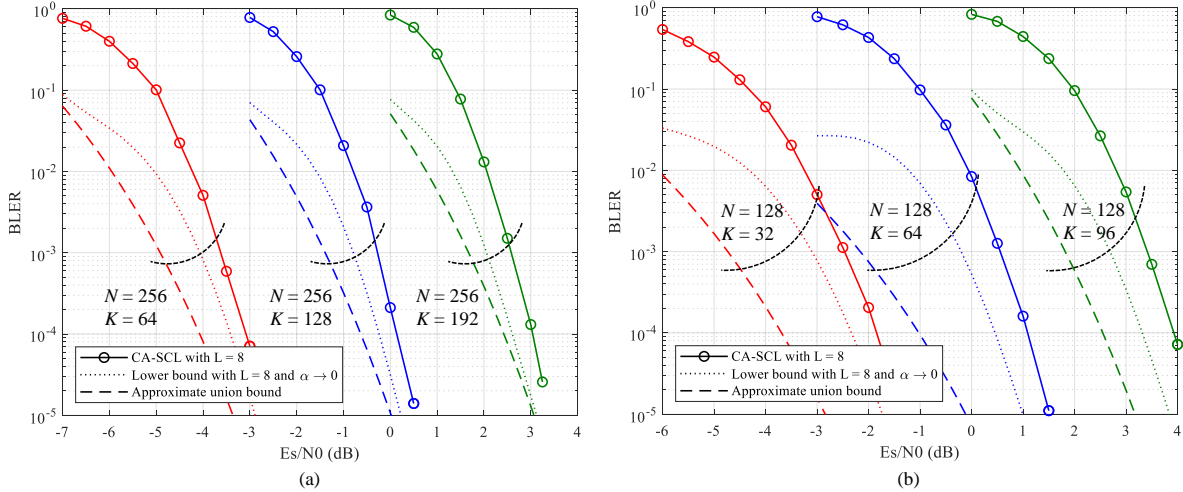 10^0
10^-1
10^-2
10^-3
10^-4
10^-5
BLER
N = 256
K = 64
N = 256
K = 128
N = 256
K = 192
CA-SCL with L = 8
Lower bound with L = 8 and α → 0
Approximate union bound
-7 -6 -5 -4 -3 -2 -1 0 1 2 3 4
Es/N0 (dB)
(a)
10^0
10^-1
10^-2
10^-3
10^-4
10^-5
BLER
N = 128
K = 32
N = 128
K = 64
N = 128
K = 96
CA-SCL with L = 8
Lower bound with L = 8 and α → 0
Approximate union bound
-6 -5 -4 -3 -2 -1 0 1 2 3 4
Es/N0 (dB)
(b)